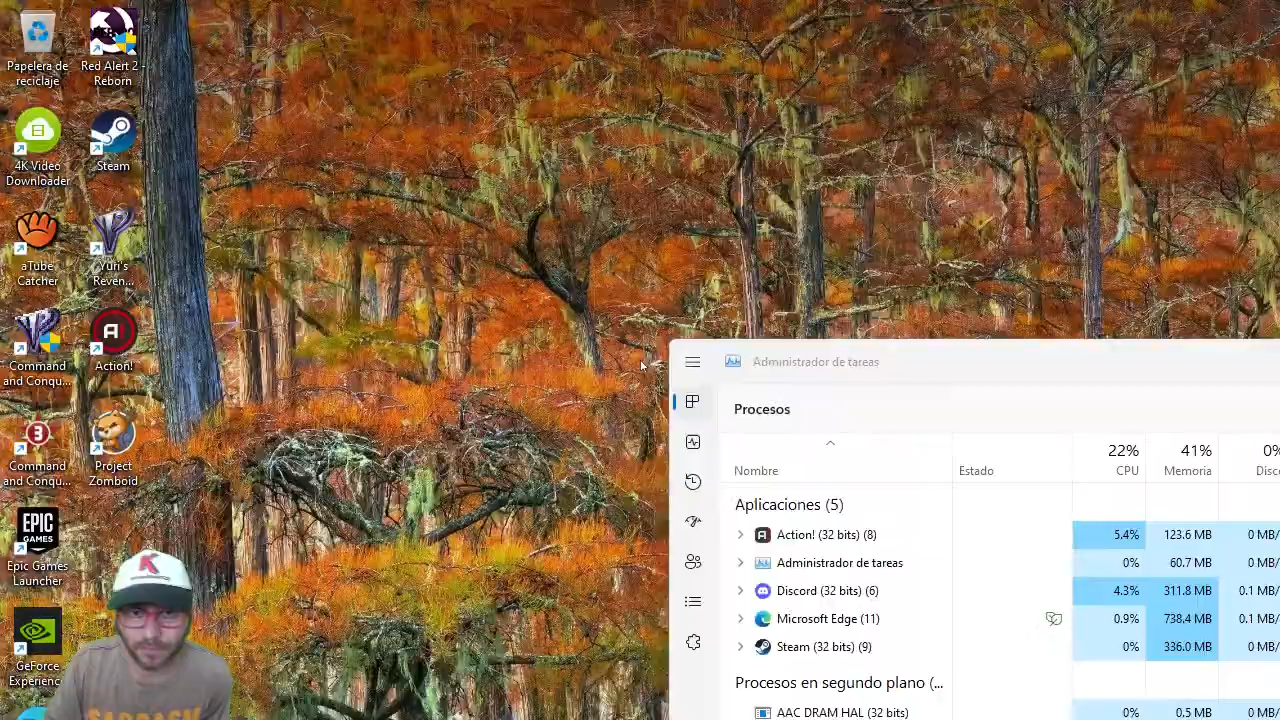 Papelera de
reciclaje
Red Alert 2 -
Reborn
4K Video
Downloader
Steam
aTube
Catcher
Yuri's
Reven...
Command
and Conqu...
Action!
3
Command
and Conqu...
Project
Zomboid
EPIC
GAMES
Epic Games
Launcher
GeForce
Experience
K
Administrador de tareas
Procesos
22% 41% 0%
Nombre Estado CPU Memoria
Aplicaciones (5)
Action! (32 bits) (8) 5.4% 123.6 MB 0 MB/
Administrador de tareas 0% 60.7 MB 0 MB/
Discord (32 bits) (6) 4.3% 311.8 MB 0.1 MB/
Microsoft Edge (11) 0.9% 738.4 MB 0.1 MB/
Steam (32 bits) (9) 0% 336.0 MB 0 MB/
Procesos en segundo plano (...
AAC DRAM HAL (32 bits) 0% 0.5 MB 0 MB/